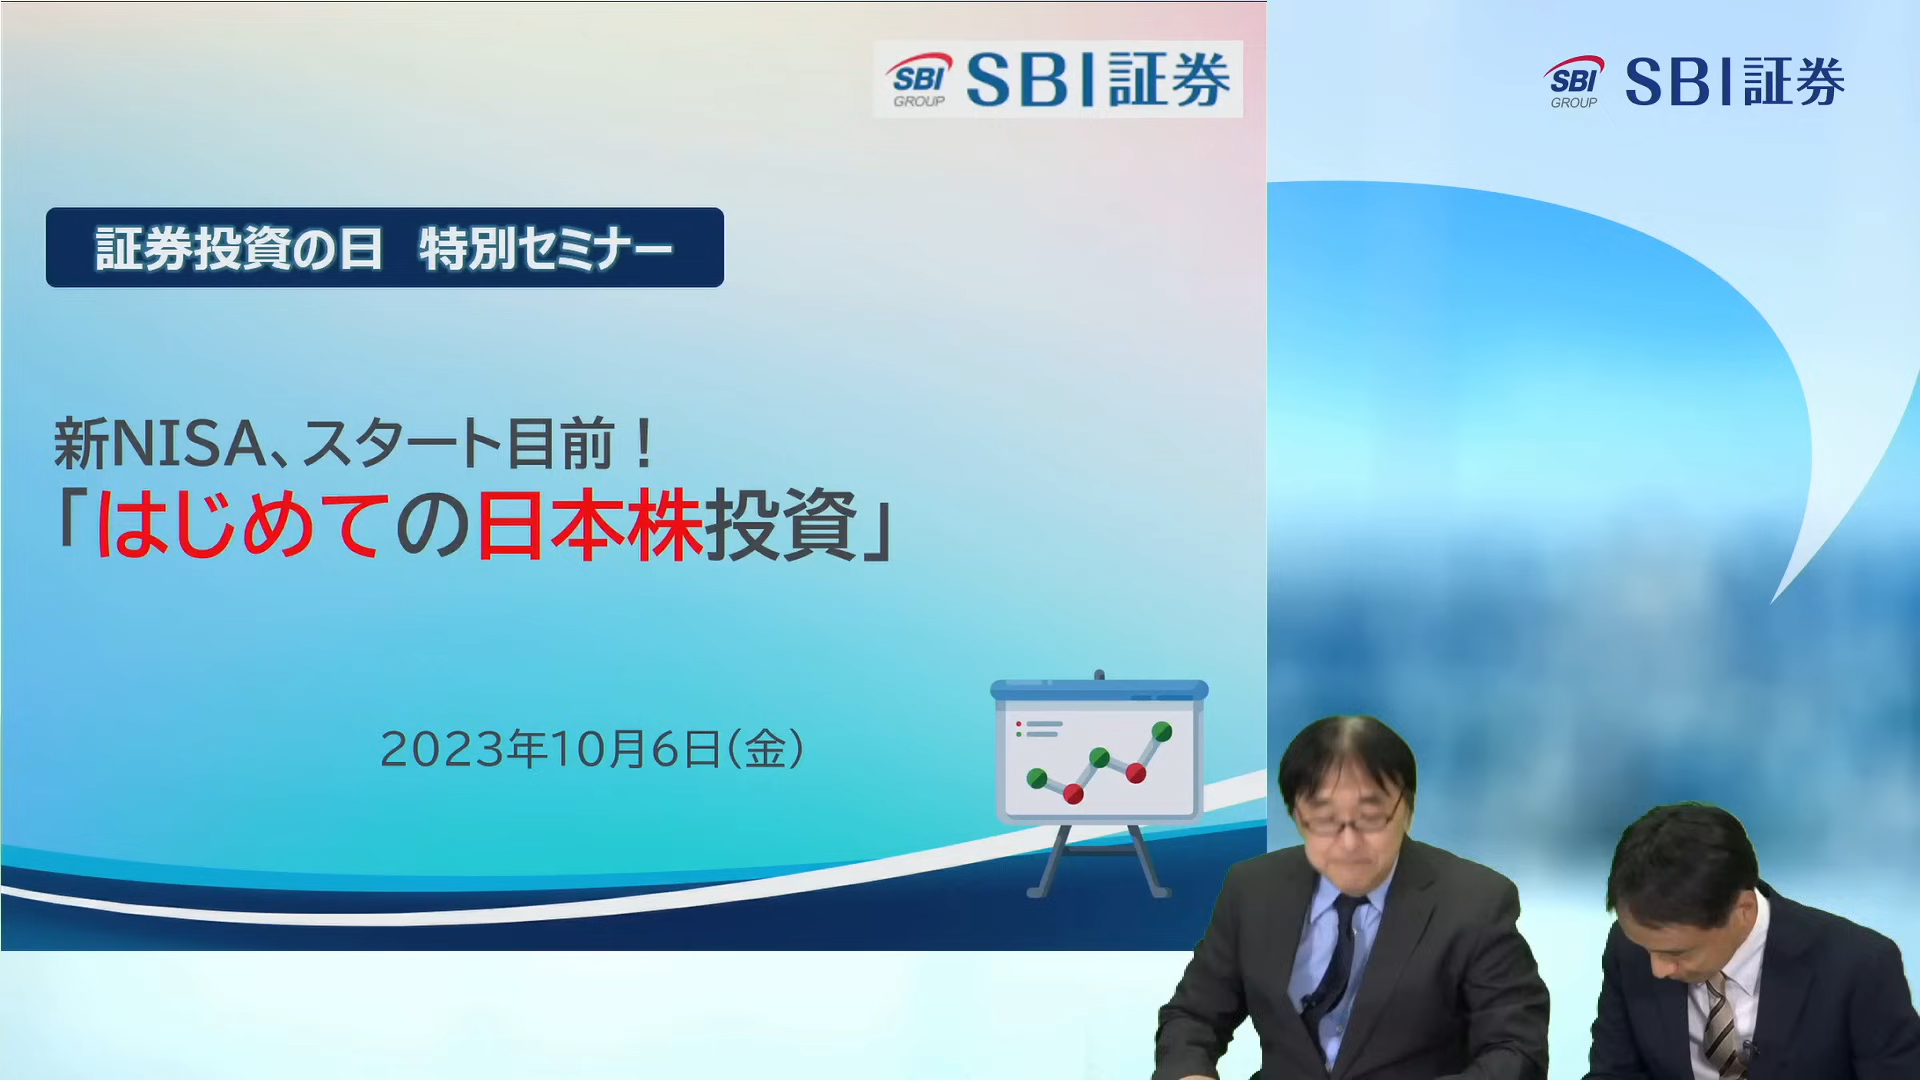 SBI GROUP SBI証券
SBI GROUP SBI証券
証券投資の日 特別セミナー
新NISA、スタート目前！
「はじめての日本株投資」
2023年10月6日(金)